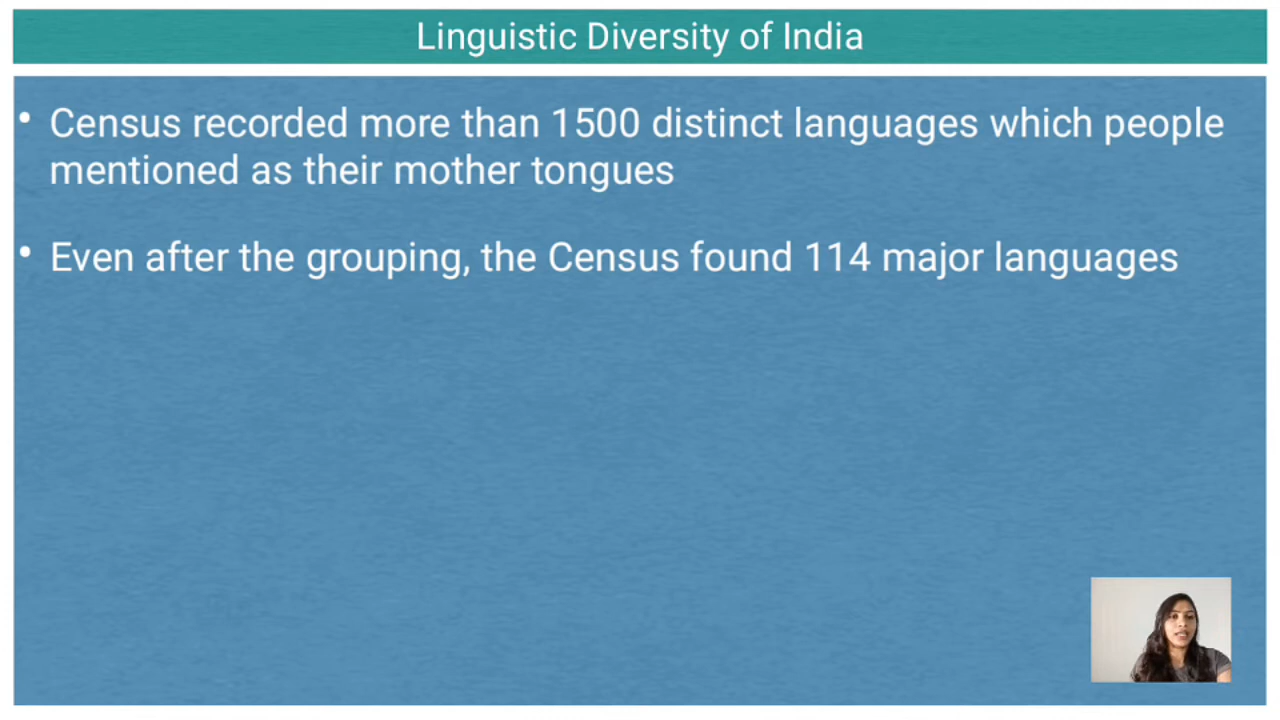 Linguistic Diversity of India
• Census recorded more than 1500 distinct languages which people
mentioned as their mother tongues
• Even after the grouping, the Census found 114 major languages